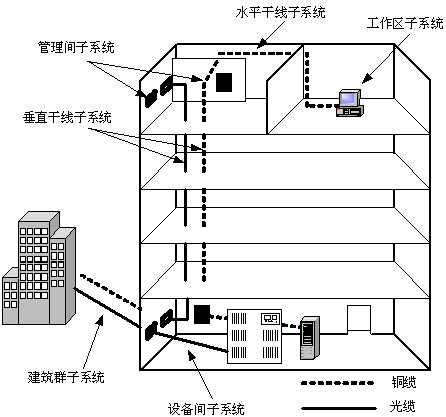 水平干线子系统
工作区子系统
管理间子系统
垂直干线子系统
建筑群子系统
设备间子系统
铜缆
光缆